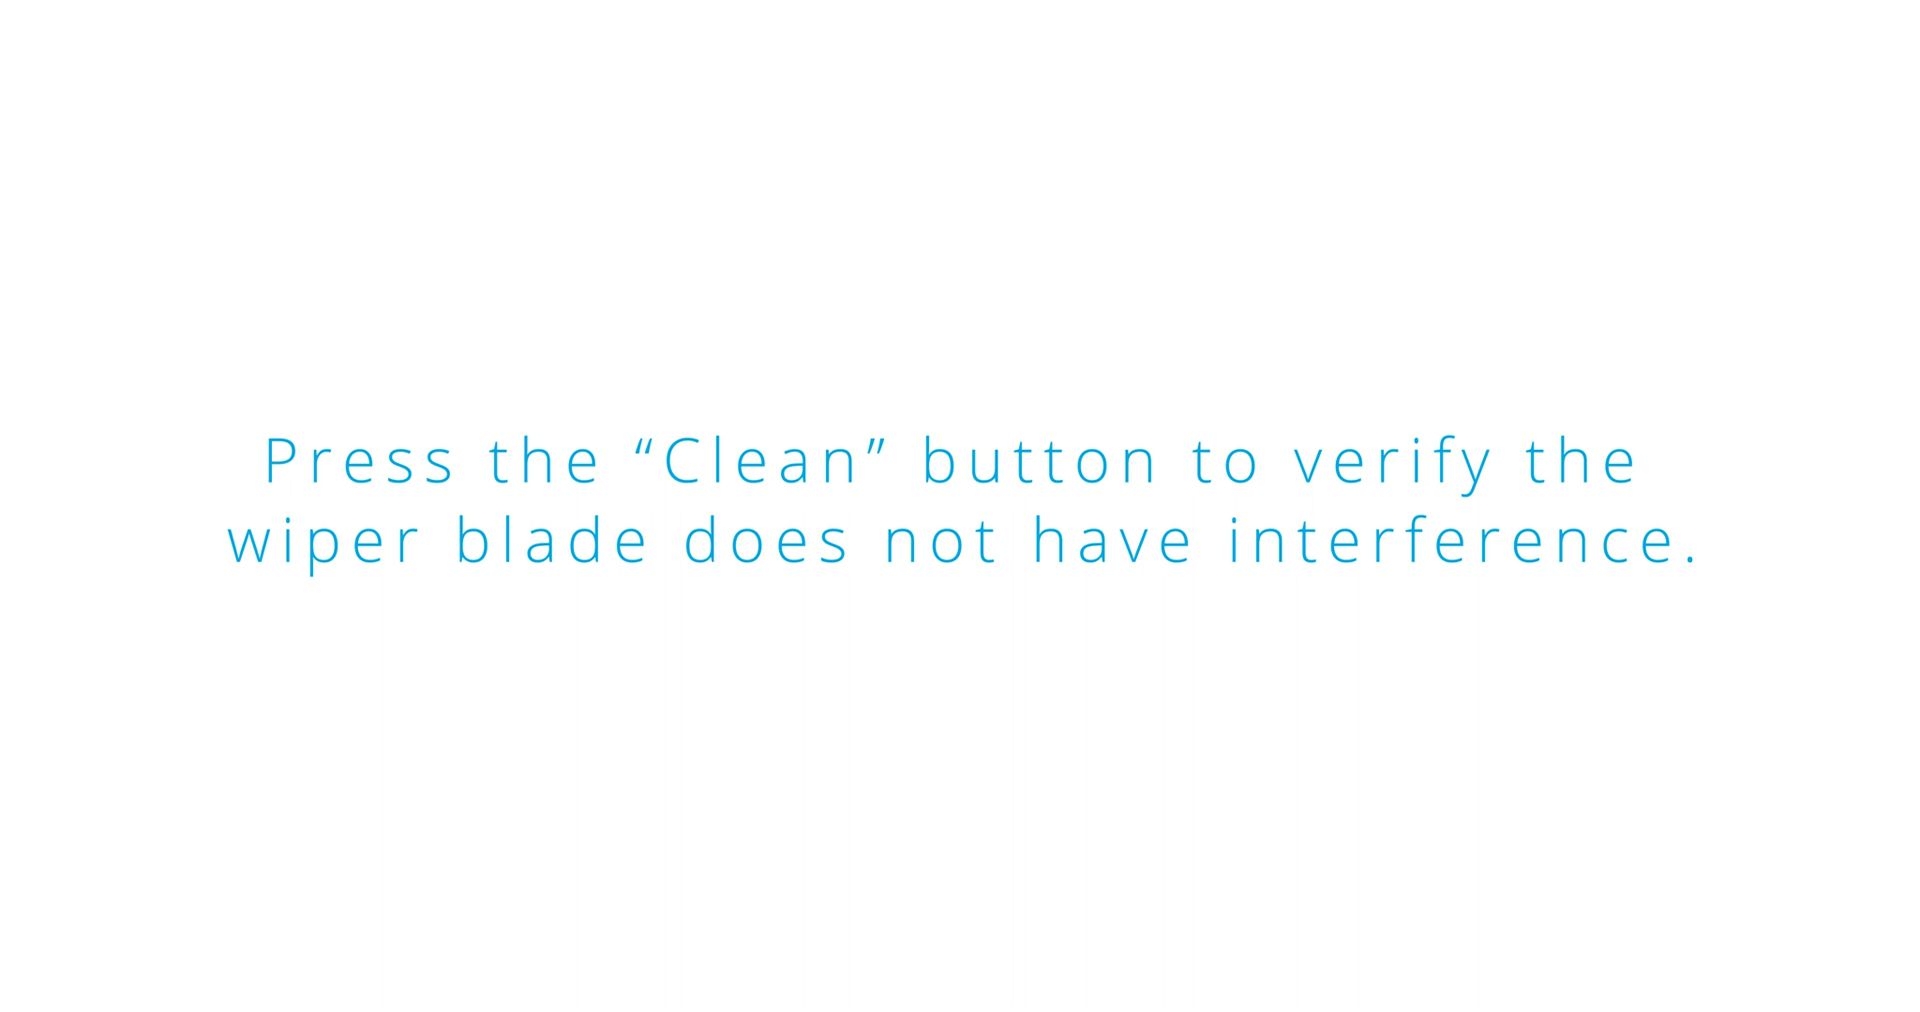 Press the “Clean” button to verify the
wiper blade does not have interference.